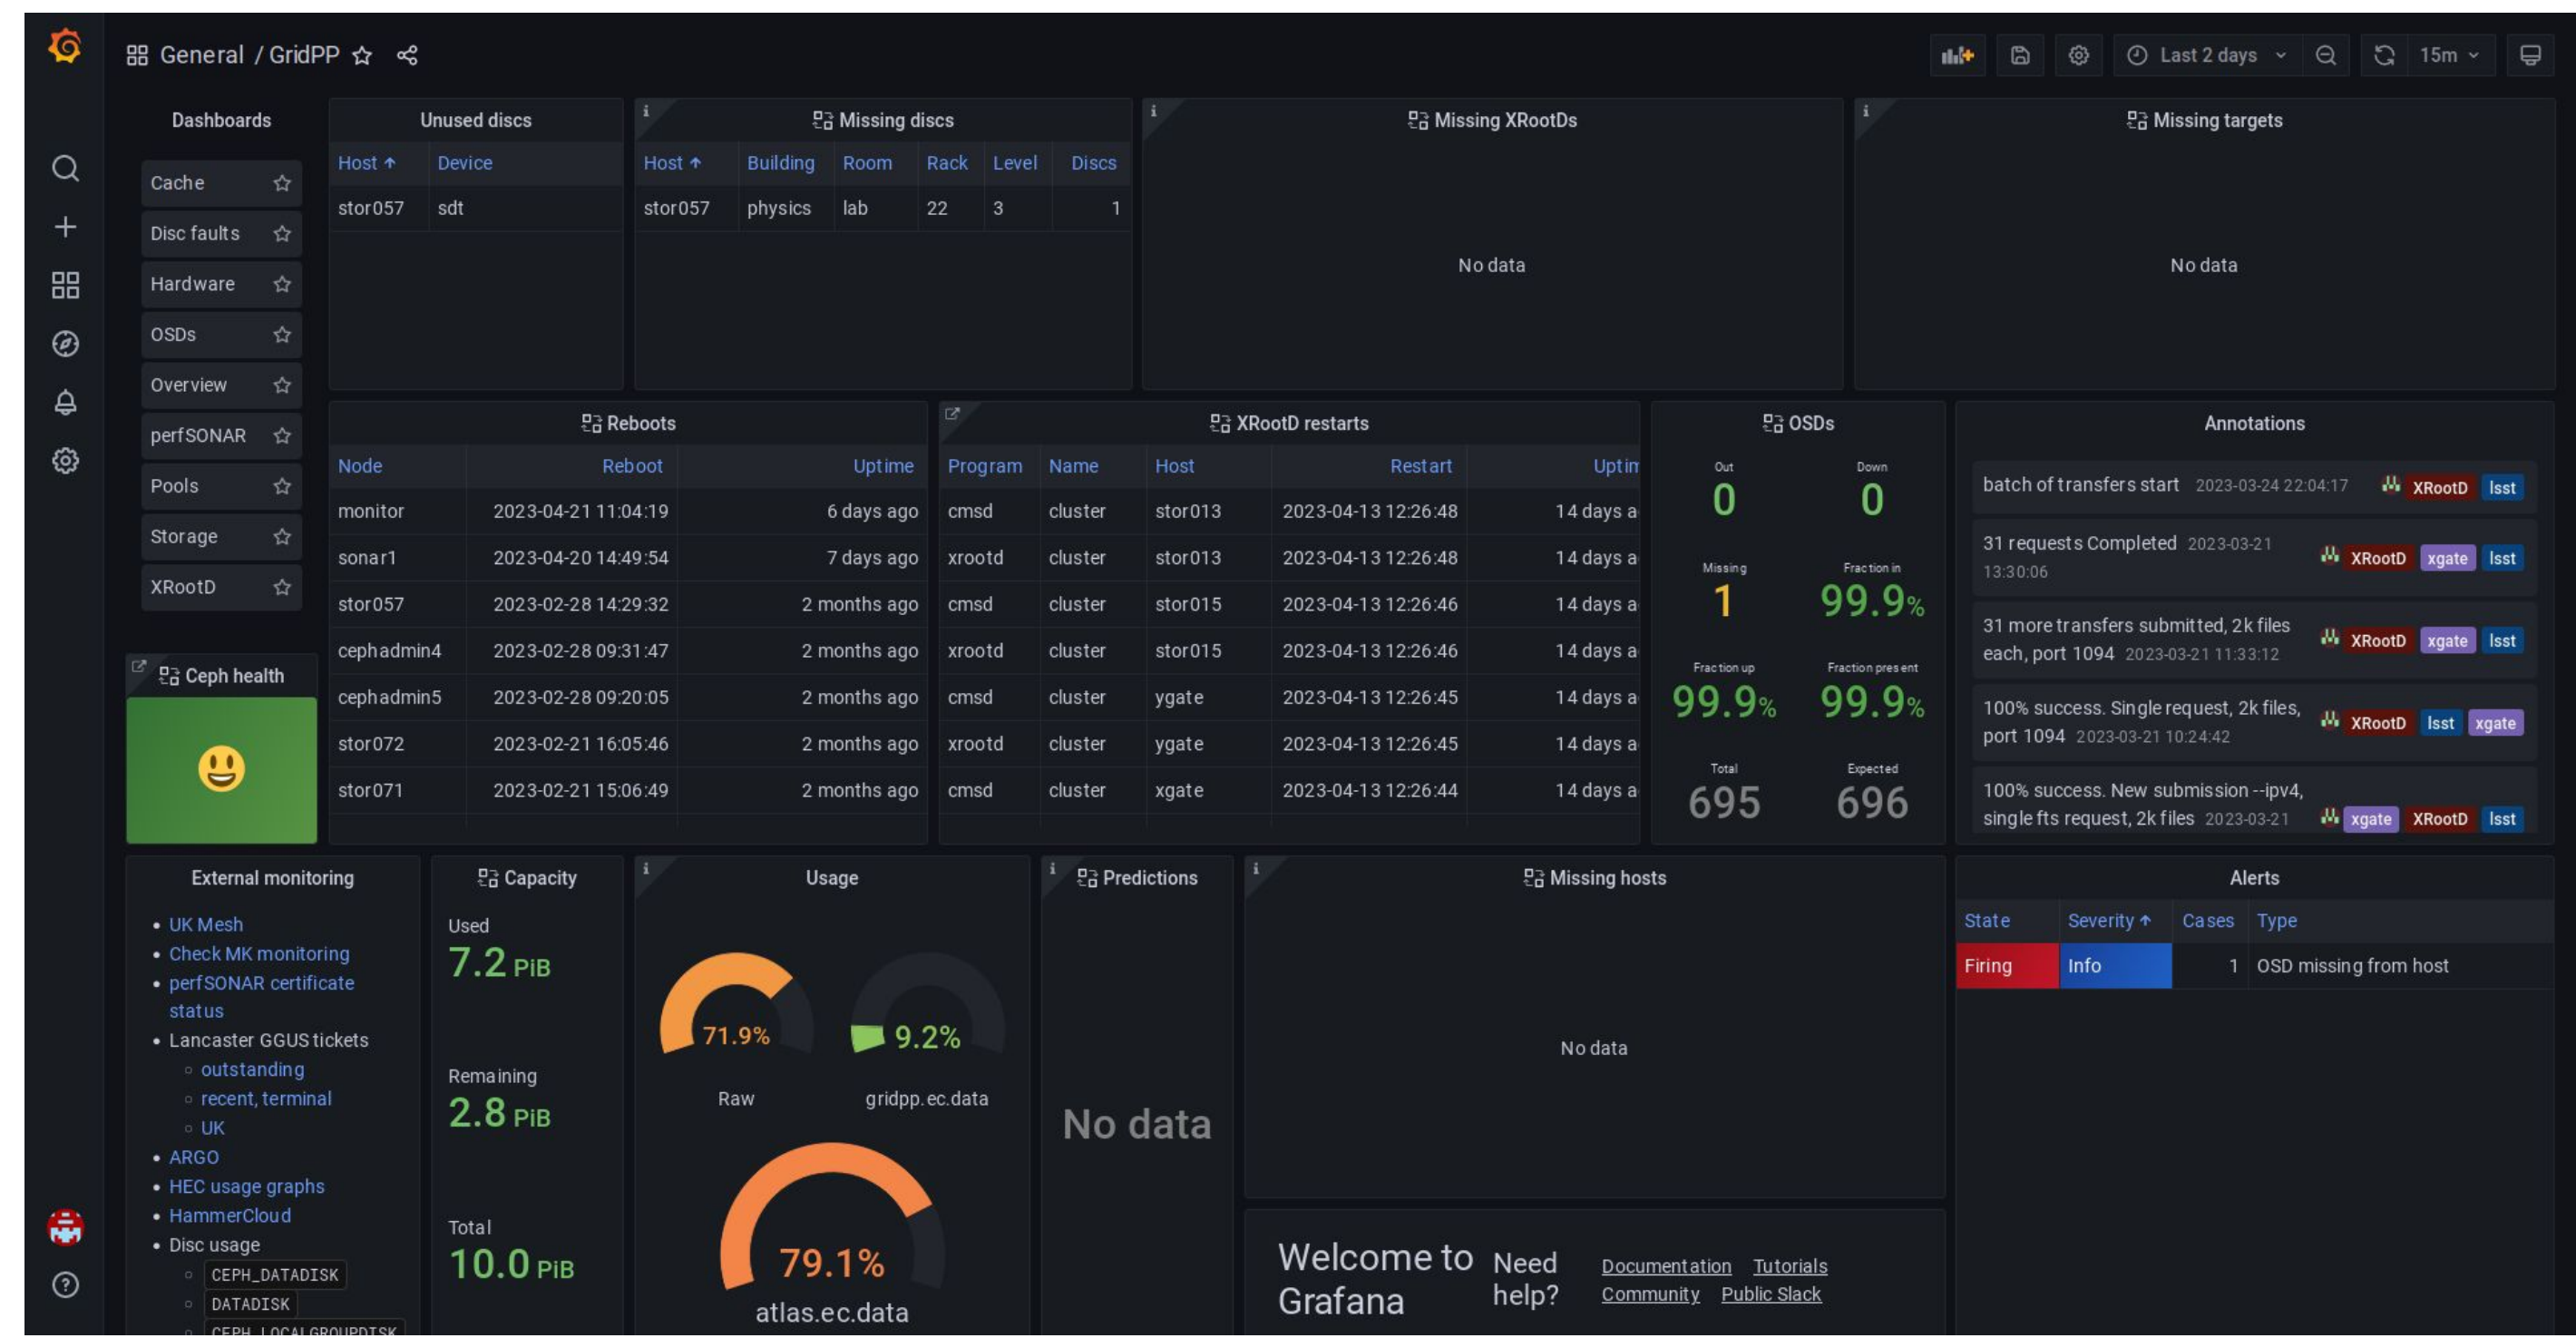 General / GridPP
Last 2 days
15m
Dashboards
Cache
Disc faults
Hardware
OSDs
Overview
perfSONAR
Pools
Storage
XRootD
Unused discs
Host Device
stor057 sdt
Missing discs
Host Building Room Rack Level Discs
stor057 physics lab 22 3 1
Missing XRootDs
No data
Missing targets
No data
Ceph health
Reboots
Node Reboot Uptime
monitor 2023-04-21 11:04:19 6 days ago
sonar1 2023-04-20 14:49:54 7 days ago
stor057 2023-02-28 14:29:32 2 months ago
cephadmin4 2023-02-28 09:31:47 2 months ago
cephadmin5 2023-02-28 09:20:05 2 months ago
stor072 2023-02-21 16:05:46 2 months ago
stor071 2023-02-21 15:06:49 2 months ago
XRootD restarts
Program Name Host Restart Uptim
cmsd cluster stor013 2023-04-13 12:26:48 14 days a
xrootd cluster stor013 2023-04-13 12:26:48 14 days a
cmsd cluster stor015 2023-04-13 12:26:46 14 days a
xrootd cluster stor015 2023-04-13 12:26:46 14 days a
cmsd cluster ygate 2023-04-13 12:26:45 14 days a
xrootd cluster ygate 2023-04-13 12:26:45 14 days a
cmsd cluster xgate 2023-04-13 12:26:44 14 days a
OSDs
Out Down
0 0
Missing Fraction in
1 99.9%
Fraction up Fraction present
99.9% 99.9%
Total Expected
695 696
Annotations
batch of transfers start 2023-03-24 22:04:17 XRootD lsst
31 requests Completed 2023-03-21
13:30:06 XRootD xgate lsst
31 more transfers submitted, 2k files
each, port 1094 2023-03-21 11:33:12 XRootD xgate lsst
100% success. Single request, 2k files,
port 1094 2023-03-21 10:24:42 XRootD lsst xgate
100% success. New submission --ipv4,
single fts request, 2k files 2023-03-21 xgate XRootD lsst
External monitoring
• UK Mesh
• Check MK monitoring
• perfSONAR certificate
status
• Lancaster GGUS tickets
◦ outstanding
◦ recent, terminal
◦ UK
• ARGO
• HEC usage graphs
• HammerCloud
• Disc usage
◦ CEPH_DATADISK
◦ DATADISK
◦ CEPH_LOCALGROUPDISK
Capacity
Used
7.2 PiB
Remaining
2.8 PiB
Total
10.0 PiB
Usage
71.9% 9.2%
Raw gridpp.ec.data
79.1%
atlas.ec.data
Predictions
No data
Missing hosts
No data
Welcome to
Grafana
Need
help?
Documentation Tutorials
Community Public Slack
Alerts
State Severity Cases Type
Firing Info 1 OSD missing from host